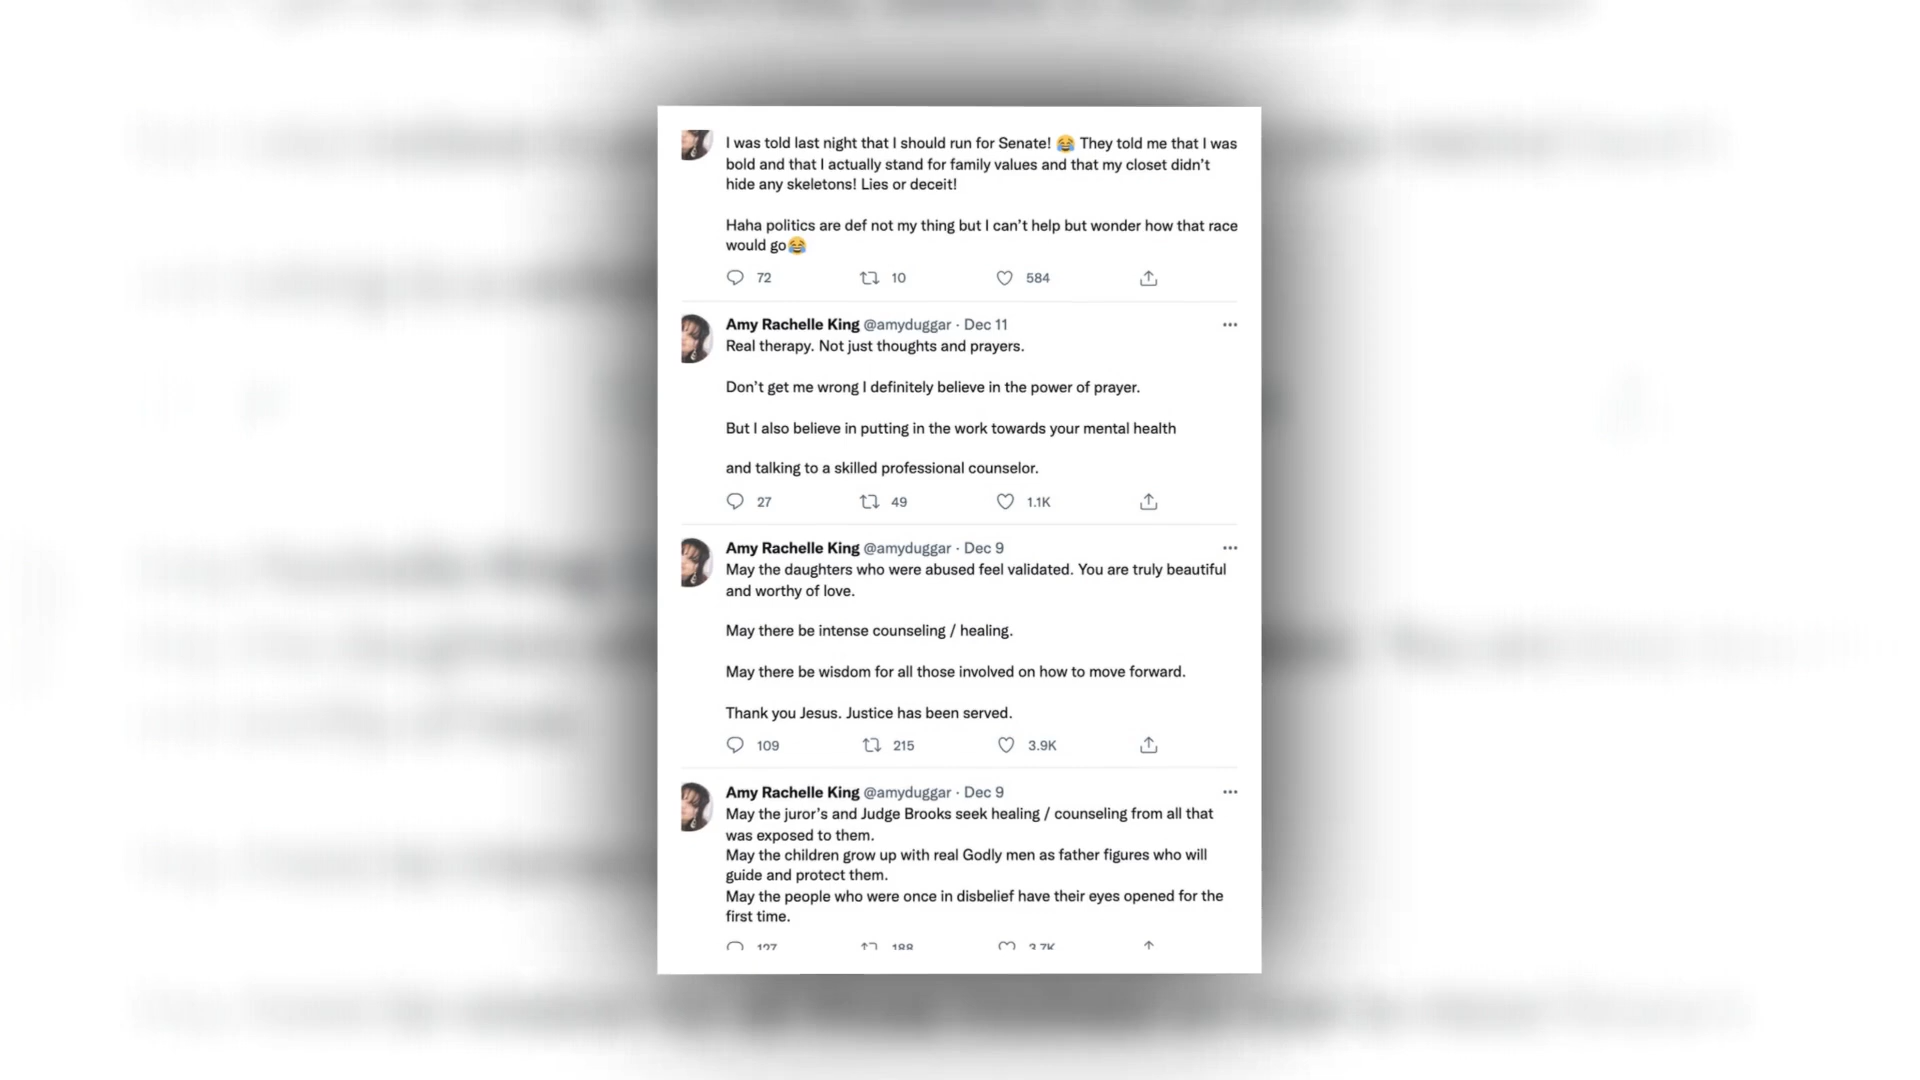 I was told last night that I should run for Senate! 😂 They told me that I was
bold and that I actually stand for family values and that my closet didn't
hide any skeletons! Lies or deceit!
Haha politics are def not my thing but I can't help but wonder how that race
would go😂
72 10 584
Amy Rachelle King @amyduggar · Dec 11
Real therapy. Not just thoughts and prayers.
Don't get me wrong I definitely believe in the power of prayer.
But I also believe in putting in the work towards your mental health
and talking to a skilled professional counselor.
27 49 1.1K
Amy Rachelle King @amyduggar · Dec 9
May the daughters who were abused feel validated. You are truly beautiful
and worthy of love.
May there be intense counseling / healing.
May there be wisdom for all those involved on how to move forward.
Thank you Jesus. Justice has been served.
109 215 3.9K
Amy Rachelle King @amyduggar · Dec 9
May the juror's and Judge Brooks seek healing / counseling from all that
was exposed to them.
May the children grow up with real Godly men as father figures who will
guide and protect them.
May the people who were once in disbelief have their eyes opened for the
first time.
127 188 3.7K